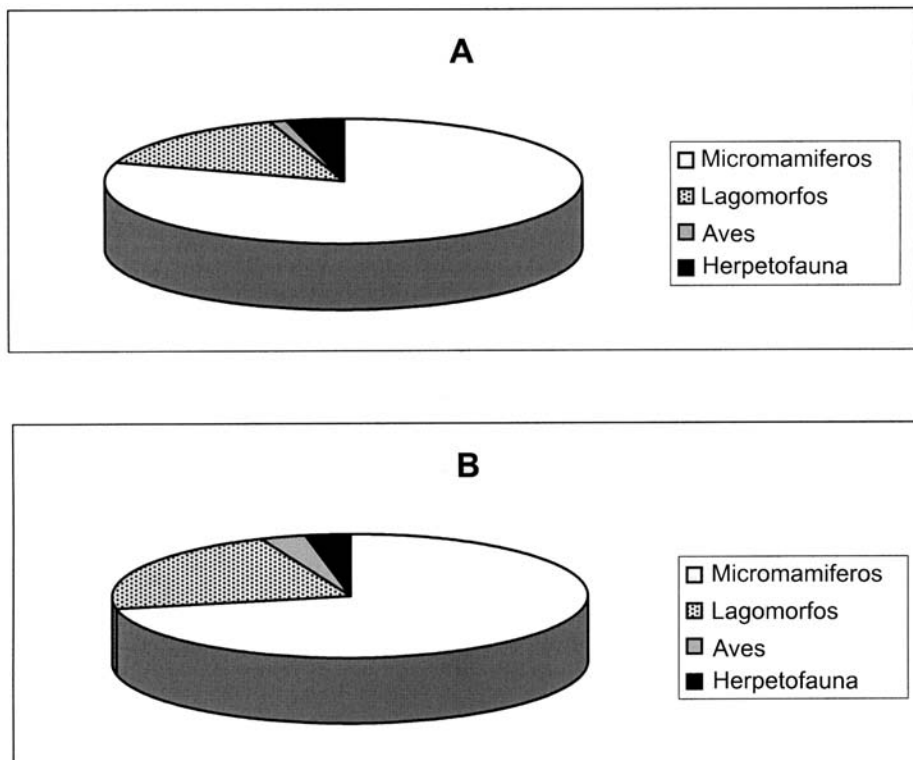 A
Micromamiferos
Lagomorfos
Aves
Herpetofauna
B
Micromamiferos
Lagomorfos
Aves
Herpetofauna